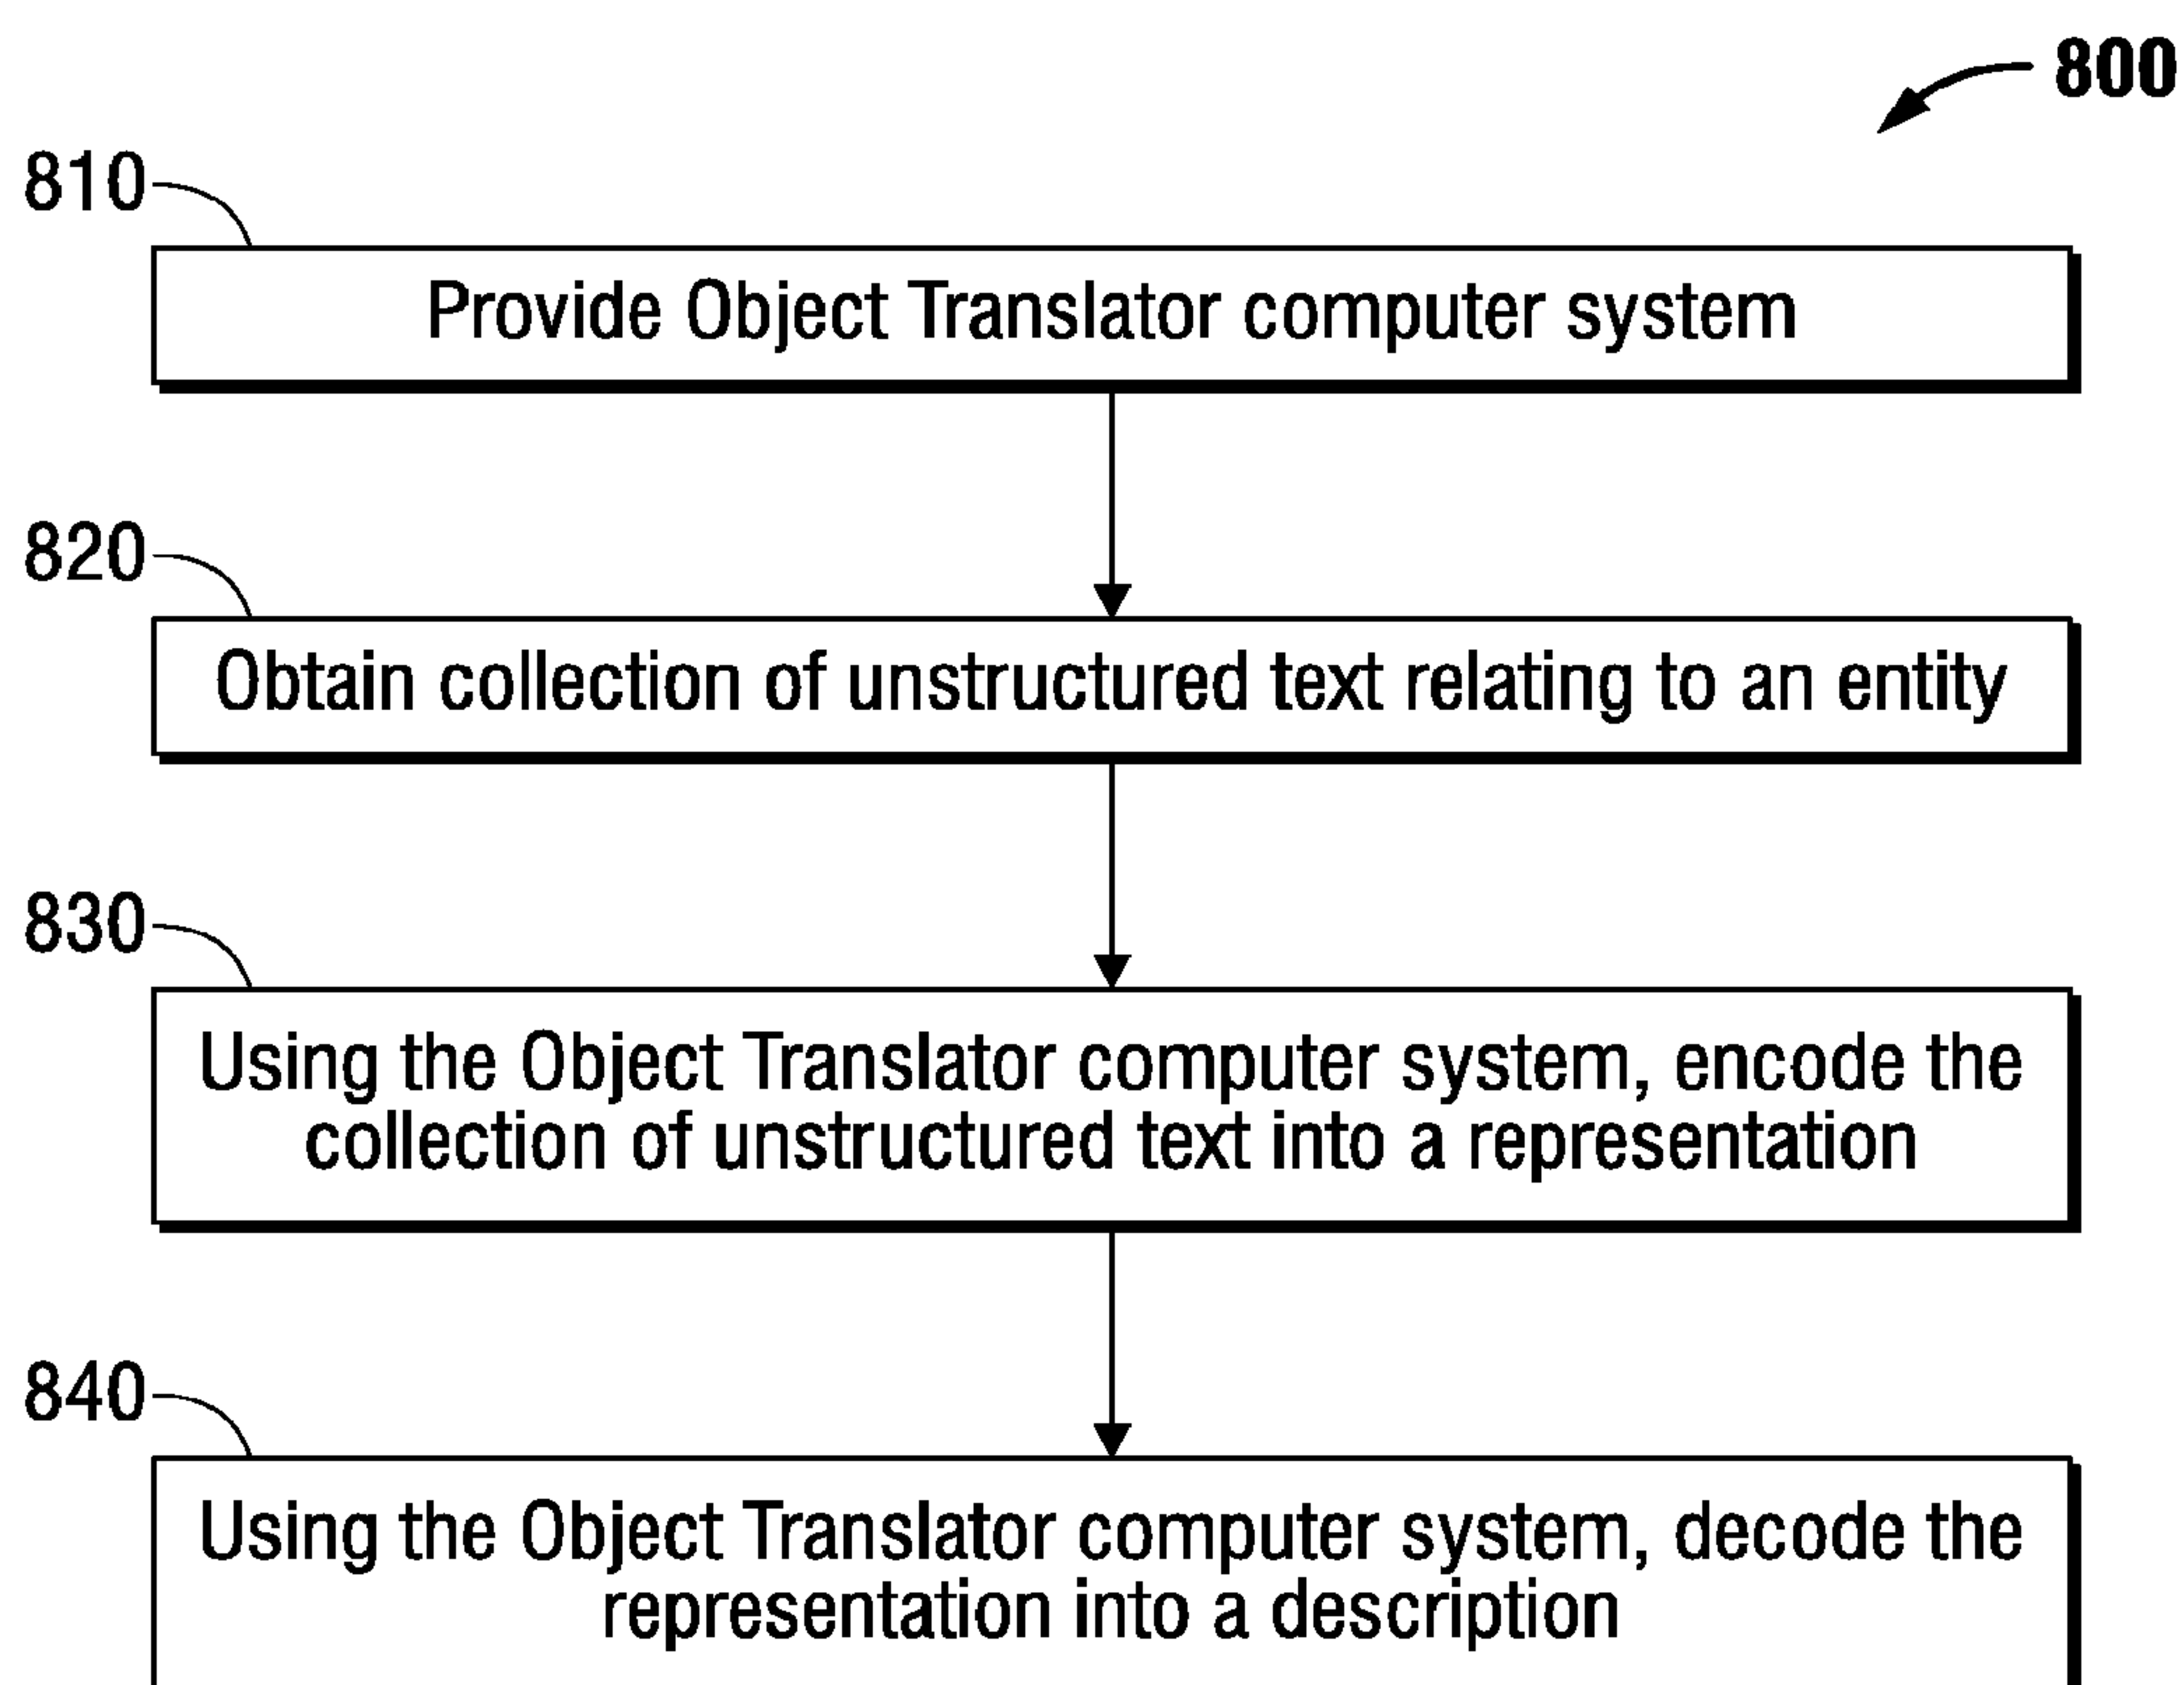 800
810
Provide Object Translator computer system
820
Obtain collection of unstructured text relating to an entity
830
Using the Object Translator computer system, encode the
collection of unstructured text into a representation
840
Using the Object Translator computer system, decode the
representation into a description